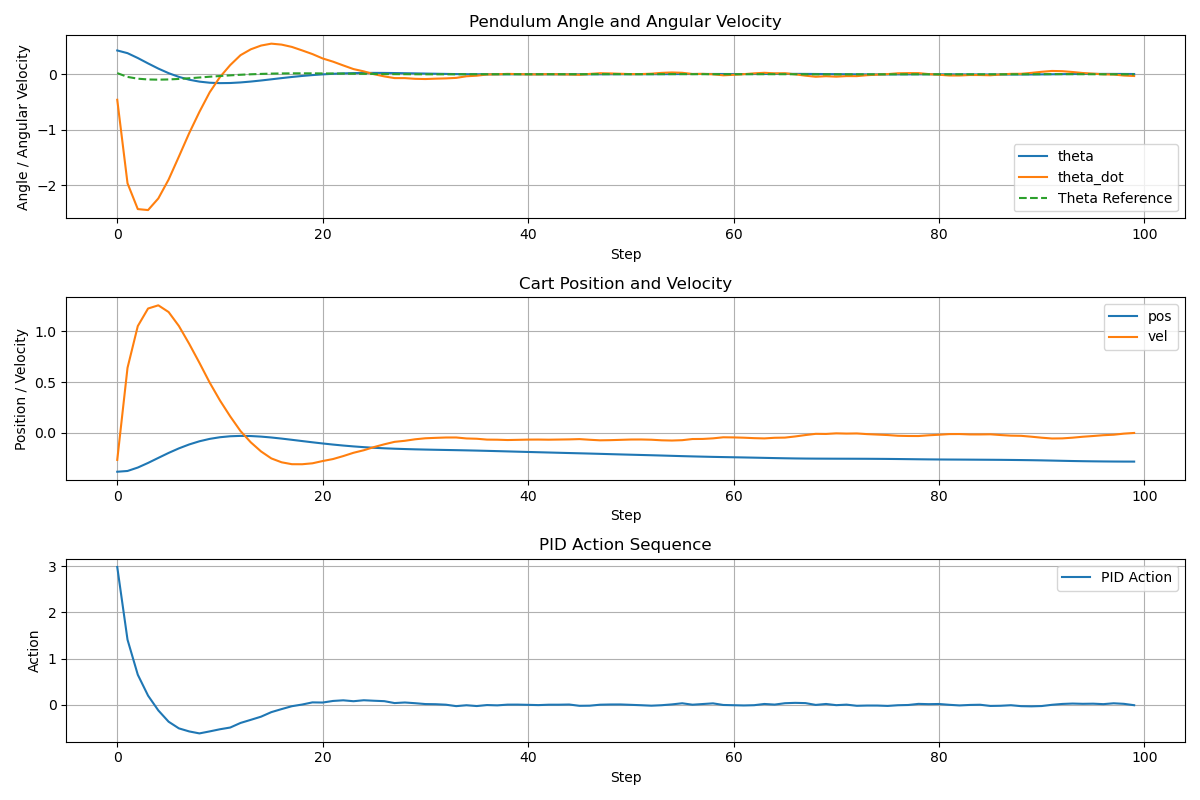 Pendulum Angle and Angular Velocity
Angle / Angular Velocity
0
−1
−2
theta
theta_dot
Theta Reference
0 20 40 60 80 100
Step
Cart Position and Velocity
Position / Velocity
1.0
0.5
0.0
pos
vel
0 20 40 60 80 100
Step
PID Action Sequence
Action
3
2
1
0
PID Action
0 20 40 60 80 100
Step